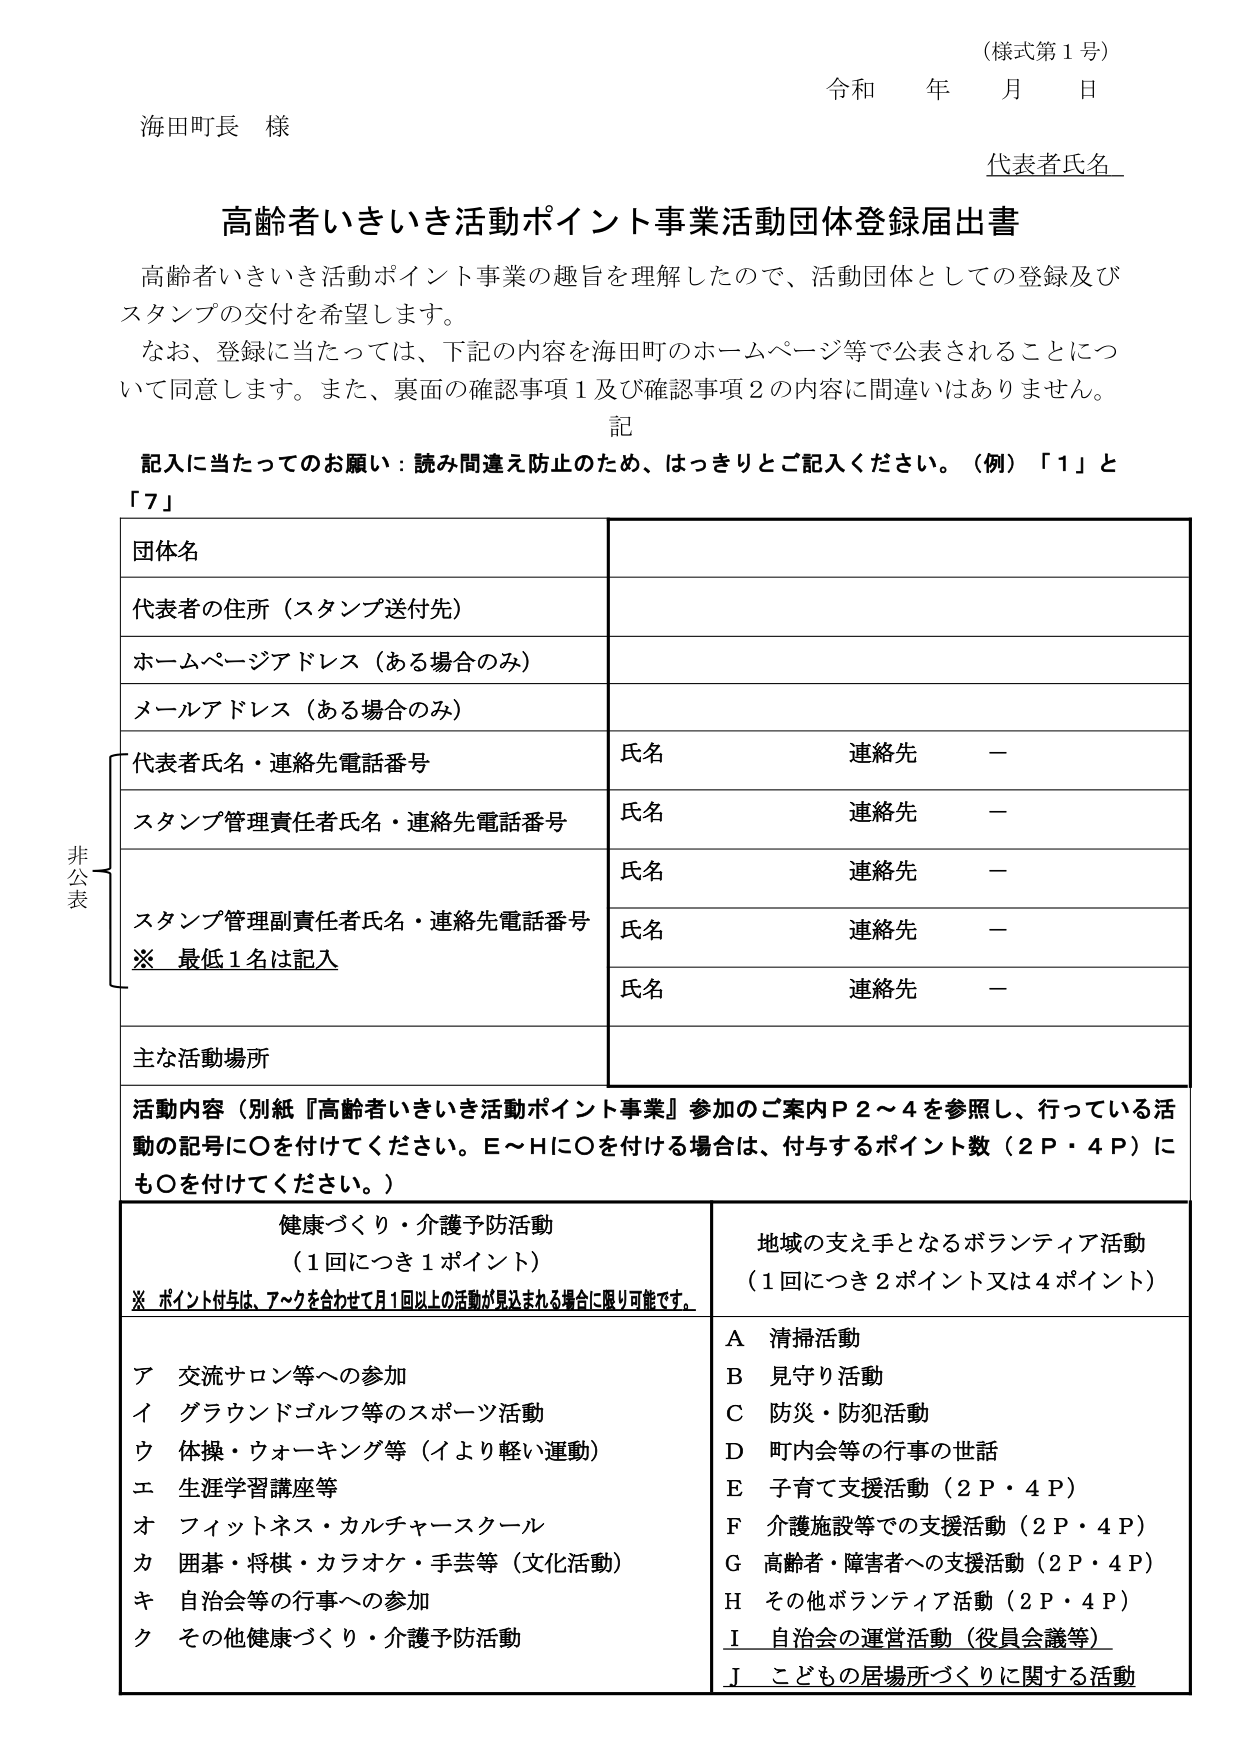 （様式第１号）
令和　　年　　月　　日
海田町長　様
代表者氏名
高齢者いきいき活動ポイント事業活動団体登録届出書
高齢者いきいき活動ポイント事業の趣旨を理解したので、活動団体としての登録及び
スタンプの交付を希望します。
なお、登録に当たっては、下記の内容を海田町のホームページ等で公表されることにつ
いて同意します。また、裏面の確認事項１及び確認事項２の内容に間違いはありません。
記
記入に当たってのお願い：読み間違え防止のため、はっきりとご記入ください。（例）「１」と
「７」
団体名
代表者の住所（スタンプ送付先）
ホームページアドレス（ある場合のみ）
メールアドレス（ある場合のみ）
非公表
代表者氏名・連絡先電話番号　氏名　連絡先　－
スタンプ管理責任者氏名・連絡先電話番号　氏名　連絡先　－
スタンプ管理副責任者氏名・連絡先電話番号
※　最低１名は記入
氏名　連絡先　－
氏名　連絡先　－
氏名　連絡先　－
主な活動場所
活動内容（別紙『高齢者いきいき活動ポイント事業』参加のご案内Ｐ２～４を参照し、行っている活
動の記号に〇を付けてください。Ｅ～Ｈに〇を付ける場合は、付与するポイント数（２Ｐ・４Ｐ）に
も〇を付けてください。）
健康づくり・介護予防活動
（１回につき１ポイント）
※　ポイント付与は、ア～クを合わせて月１回以上の活動が見込まれる場合に限り可能です。
地域の支え手となるボランティア活動
（１回につき２ポイント又は４ポイント）
ア　交流サロン等への参加
イ　グラウンドゴルフ等のスポーツ活動
ウ　体操・ウォーキング等（イより軽い運動）
エ　生涯学習講座等
オ　フィットネス・カルチャースクール
カ　囲碁・将棋・カラオケ・手芸等（文化活動）
キ　自治会等の行事への参加
ク　その他健康づくり・介護予防活動
Ａ　清掃活動
Ｂ　見守り活動
Ｃ　防災・防犯活動
Ｄ　町内会等の行事の世話
Ｅ　子育て支援活動（２Ｐ・４Ｐ）
Ｆ　介護施設等での支援活動（２Ｐ・４Ｐ）
Ｇ　高齢者・障害者への支援活動（２Ｐ・４Ｐ）
Ｈ　その他ボランティア活動（２Ｐ・４Ｐ）
Ｉ　自治会の運営活動（役員会議等）
Ｊ　こどもの居場所づくりに関する活動